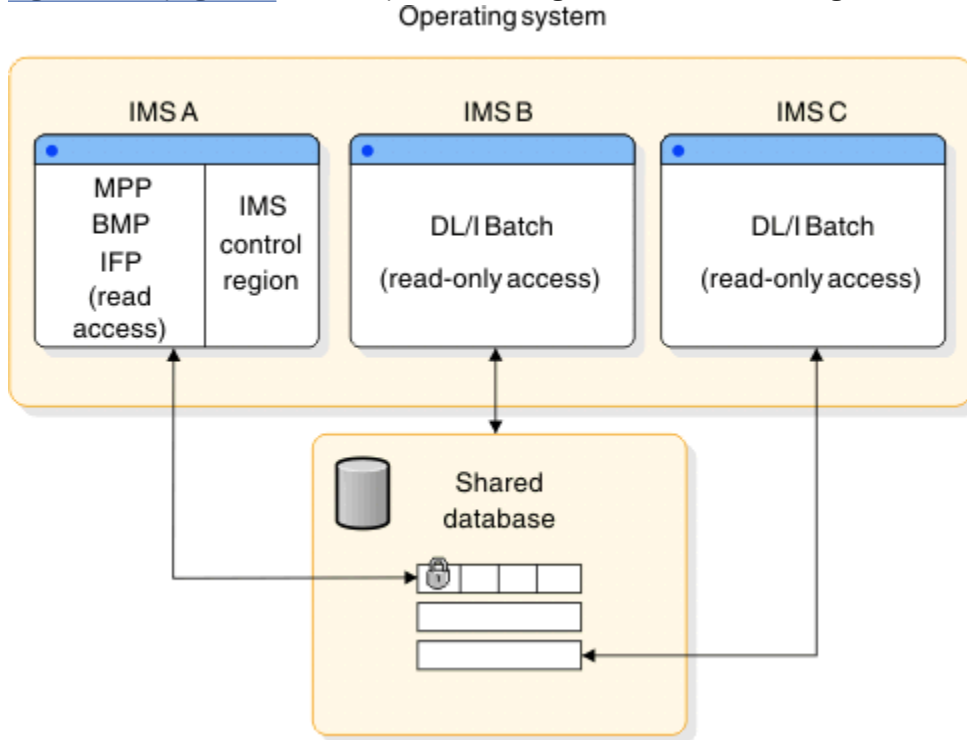 Operating system
IMS A
IMS B
IMS C
MPP
BMP
IFP
(read
access)
IMS
control
region
DL/I Batch
(read-only access)
DL/I Batch
(read-only access)
Shared
database